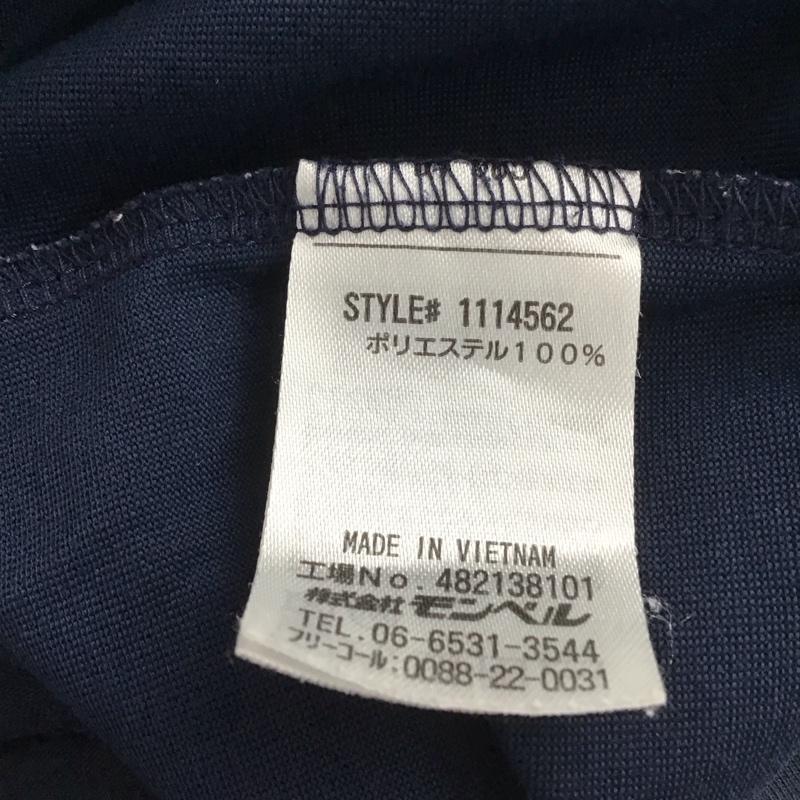 STYLE# 1114562
ポリエステル100%
MADE IN VIETNAM
工場No. 482138101
株式会社 モンベル
TEL. 06-6531-3544
フリーコール:0088-22-0031